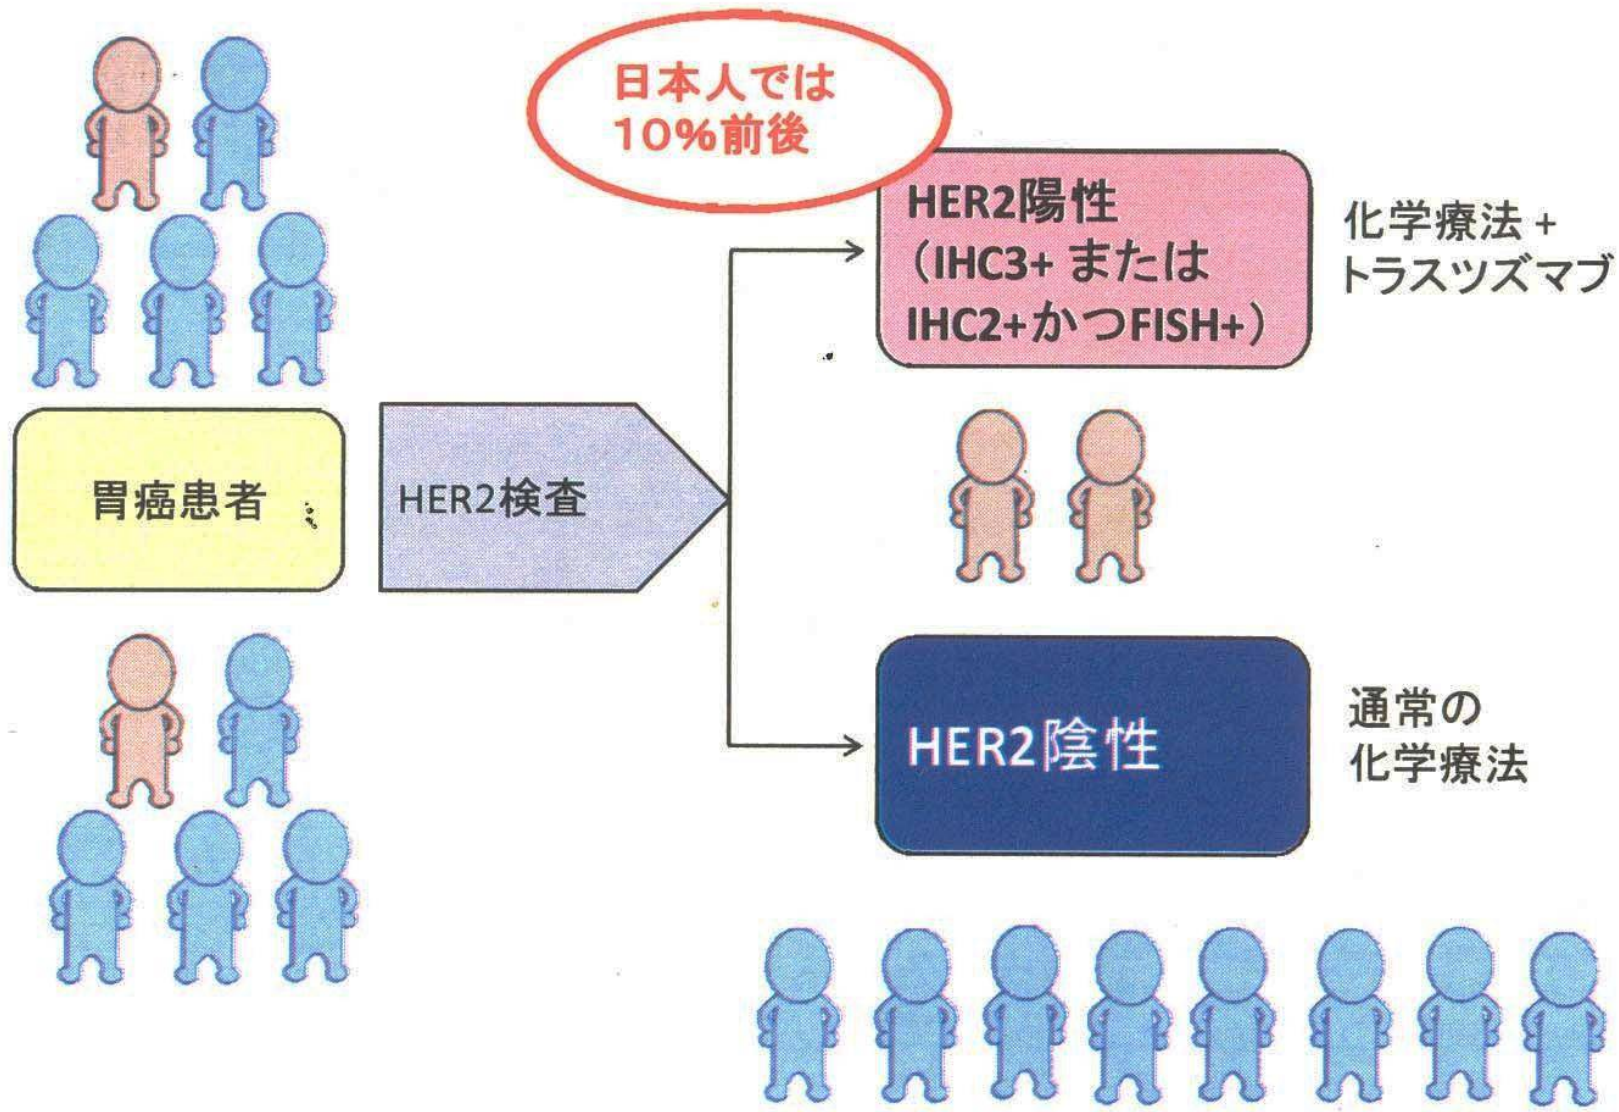 日本人では
10%前後
HER2陽性
（IHC3+ または
IHC2+かつFISH+）
化学療法 +
トラスツズマブ
胃癌患者
HER2検査
HER2陰性
通常の
化学療法